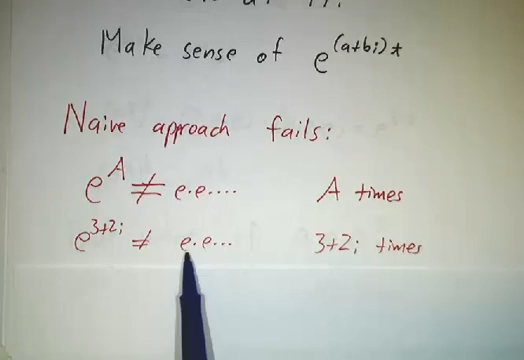 Make sense of e^(a+bi)*
Naive approach fails:
e^A ≠ e·e···· A times
e^3+2i ≠ e·e··· 3+2i times